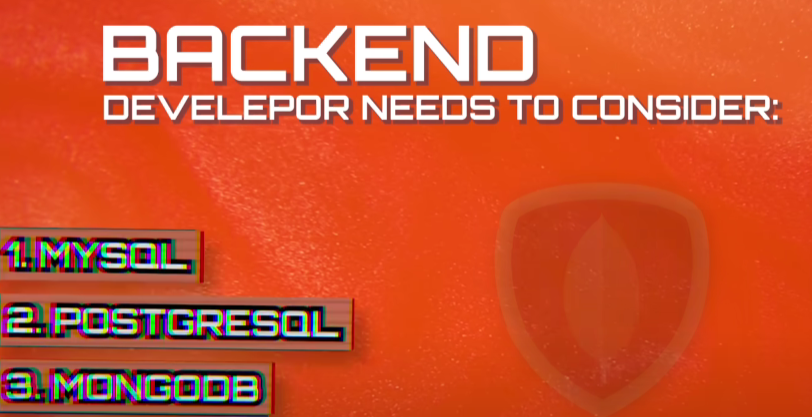 BACKEND
DEVELEPOR NEEDS TO CONSIDER:
1. MYSQL
2. POSTGRESQL
3. MONGODB